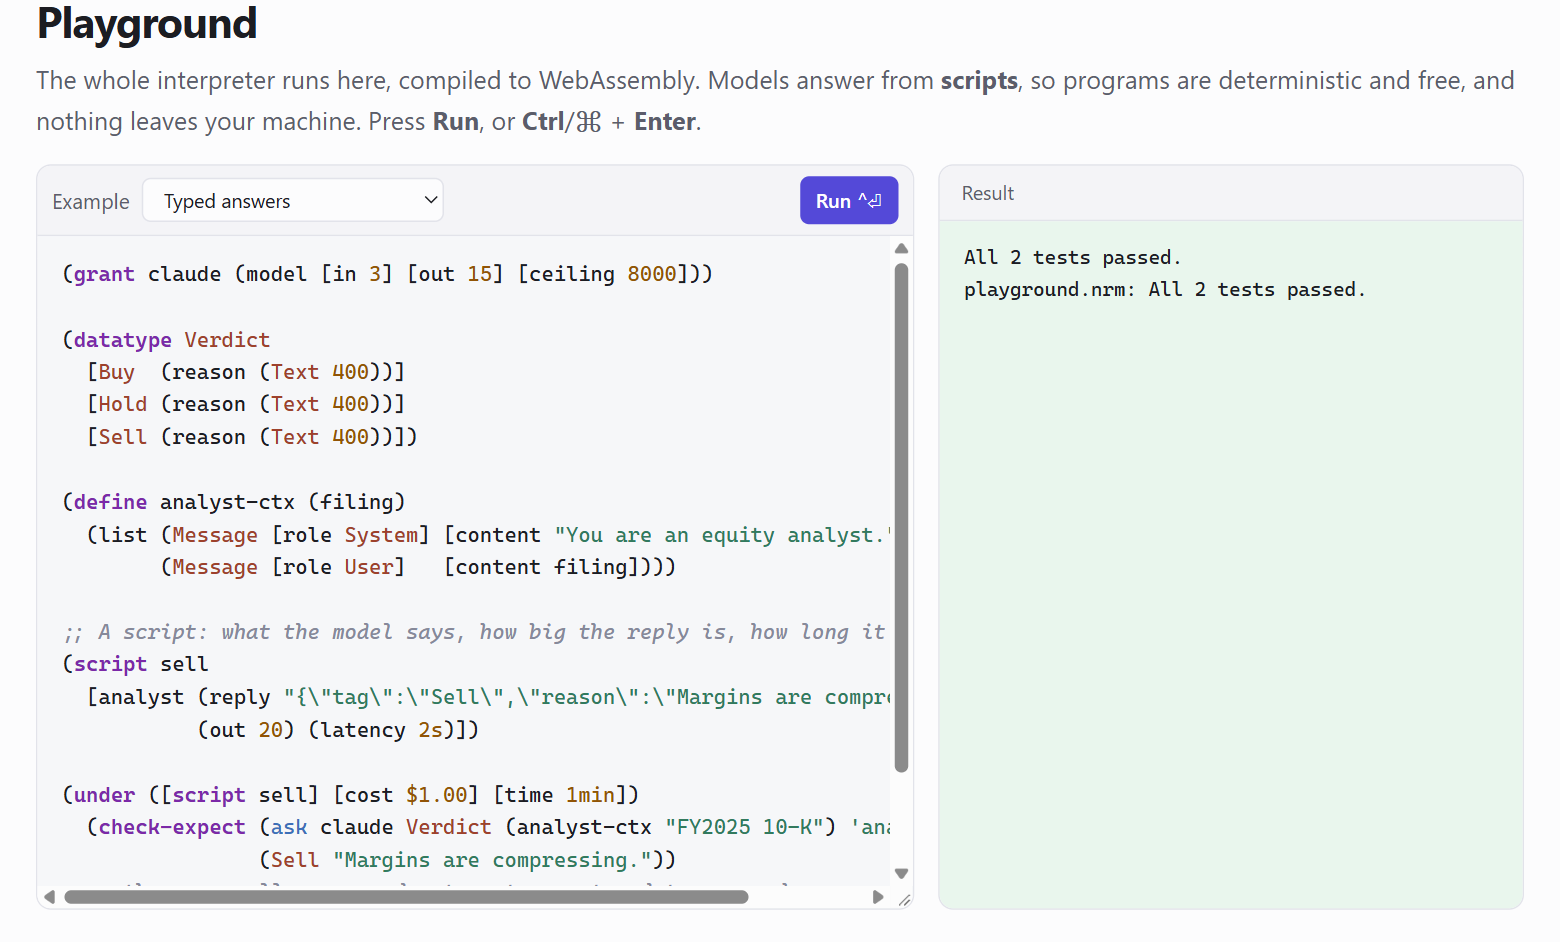 Playground
The whole interpreter runs here, compiled to WebAssembly. Models answer from scripts, so programs are deterministic and free, and
nothing leaves your machine. Press Run, or Ctrl/⌘ + Enter.
Example
Typed answers
Run ^⏎
(grant claude (model [in 3] [out 15] [ceiling 8000]))
(datatype Verdict
  [Buy  (reason (Text 400))]
  [Hold (reason (Text 400))]
  [Sell (reason (Text 400))])
(define analyst-ctx (filing)
  (list (Message [role System] [content "You are an equity analyst."
        (Message [role User]   [content filing])))
;; A script: what the model says, how big the reply is, how long it
(script sell
  [analyst (reply "{\"tag\":\"Sell\",\"reason\":\"Margins are
           (out 20) (latency 2s)])
(under ([script sell] [cost $1.00] [time 1min])
  (check-expect (ask claude Verdict (analyst-ctx "FY2025 10-K")
                (Sell "Margins are compressing."))
Result
All 2 tests passed.
playground.nrm: All 2 tests passed.